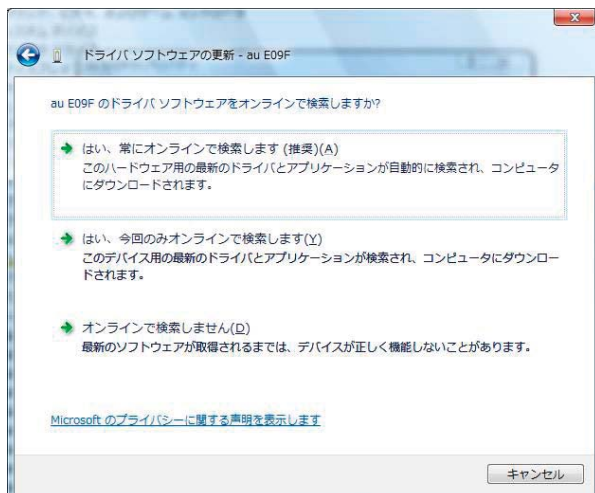 ドライバ ソフトウェアの更新 - au E09F
au E09F のドライバ ソフトウェアをオンラインで検索しますか?
はい、常にオンラインで検索します (推奨)(A)
このハードウェア用の最新のドライバとアプリケーションが自動的に検索され、コンピュータ
にダウンロードされます。
はい、今回のみオンラインで検索します(Y)
このデバイス用の最新のドライバとアプリケーションが検索され、コンピュータにダウンロー
ドされます。
オンラインで検索しません(D)
最新のソフトウェアが取得されるまでは、デバイスが正しく機能しないことがあります。
Microsoft のプライバシーに関する声明を表示します
キャンセル